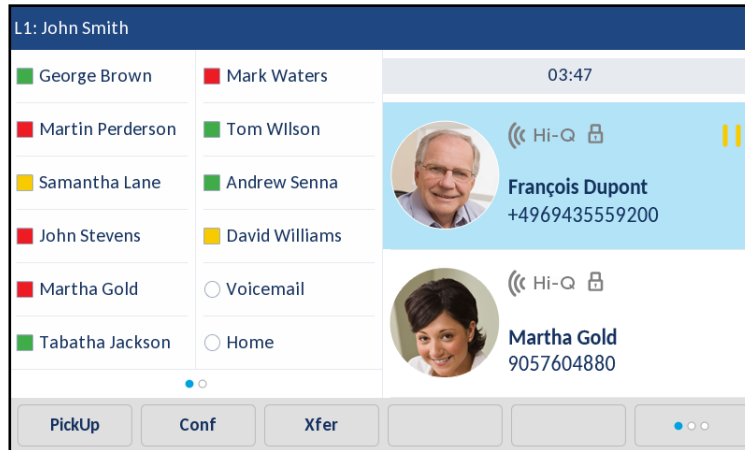 L1: John Smith
George Brown
Mark Waters
Martin Perderson
Tom WIlson
Samantha Lane
Andrew Senna
John Stevens
David Williams
Martha Gold
Voicemail
Tabatha Jackson
Home
03:47
Hi-Q
François Dupont
+4969435559200
Hi-Q
Martha Gold
9057604880
PickUp
Conf
Xfer